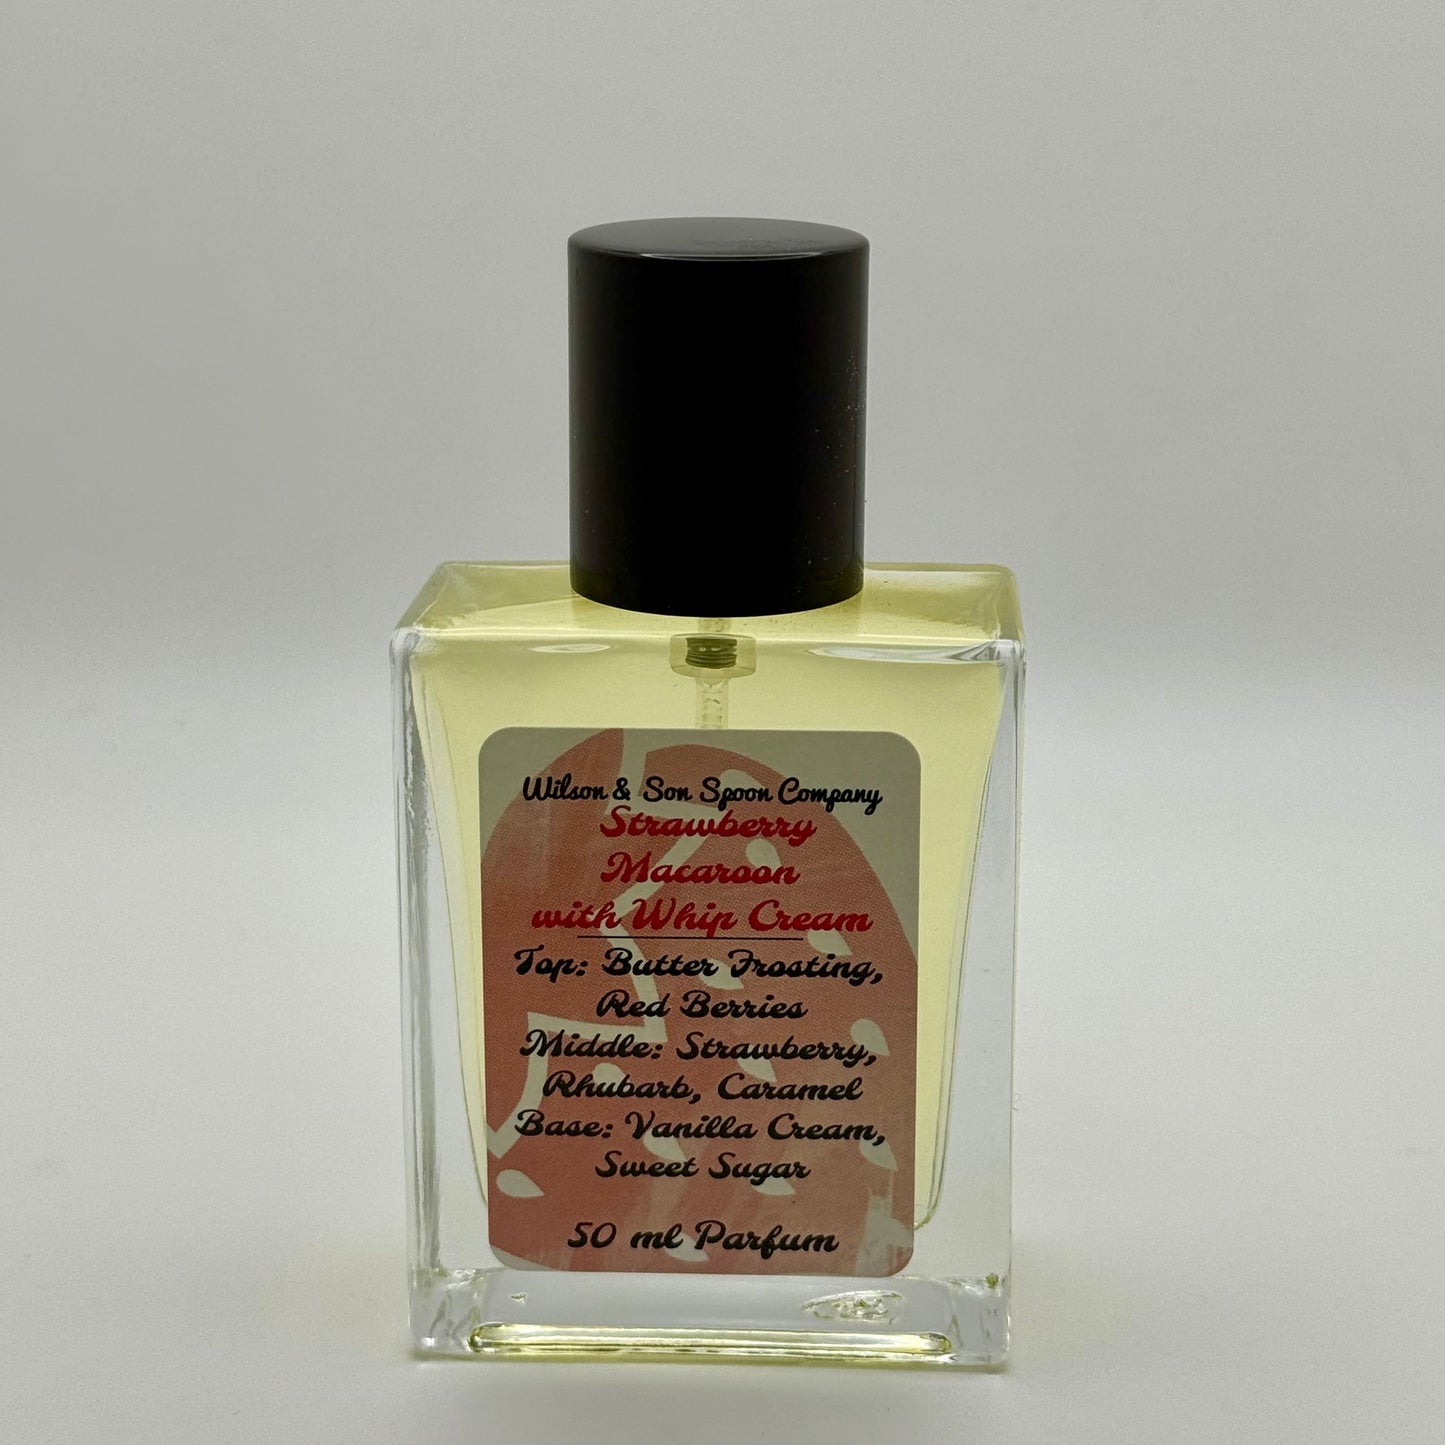 Wilson & Son Spoon Company
Strawberry
Macaroon
with Whip Cream
Top: Butter Frosting,
Red Berries
Middle: Strawberry,
Rhubarb, Caramel
Base: Vanilla Cream,
Sweet Sugar
50 ml Parfum